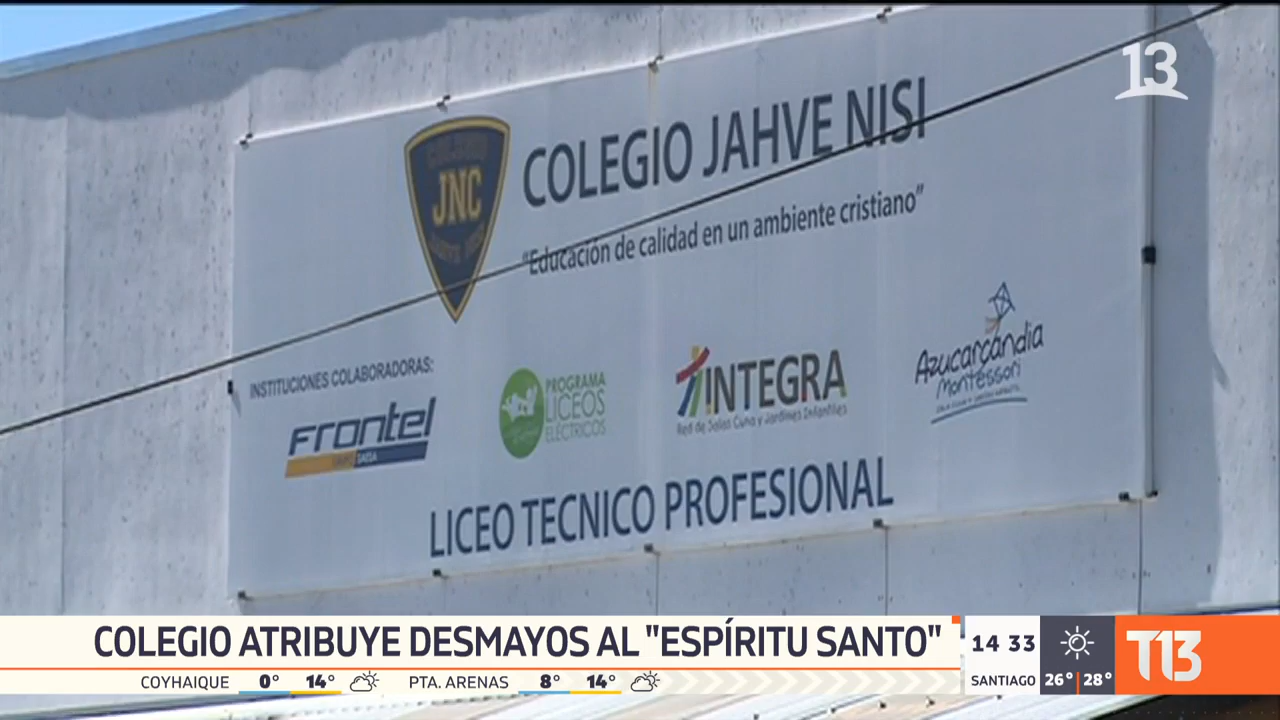 13
COLEGIO JAHVE NISI
JNC
"Educación de calidad en un ambiente cristiano"
INSTITUCIONES COLABORADORAS:
Frontel
SAESA
PROGRAMA
LICEOS
ELÉCTRICOS
INTEGRA
Red de Salas Cuna y Jardines Infantiles
Azucarcandia
Montessori
LICEO TECNICO PROFESIONAL
COLEGIO ATRIBUYE DESMAYOS AL "ESPÍRITU SANTO"
COYHAIQUE 0° 14° PTA. ARENAS 8° 14°
14 33
SANTIAGO 26° 28°
T13